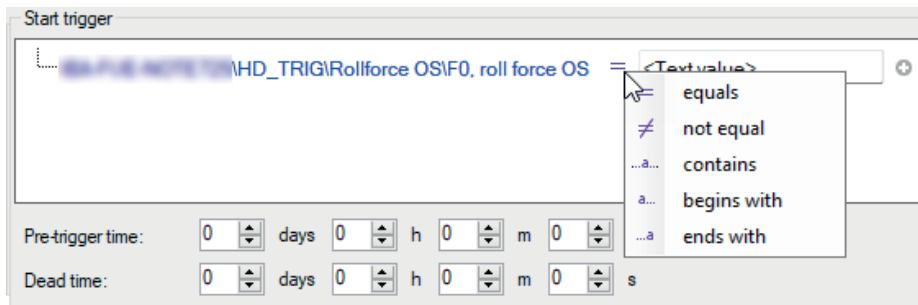 Start trigger
\HD_TRIG\Rollforce OS\F0, roll force OS = <Text value>
= equals
≠ not equal
...a... contains
a... begins with
...a ends with
Pre-trigger time: 0 days 0 h 0 m 0
Dead time: 0 days 0 h 0 m 0 s